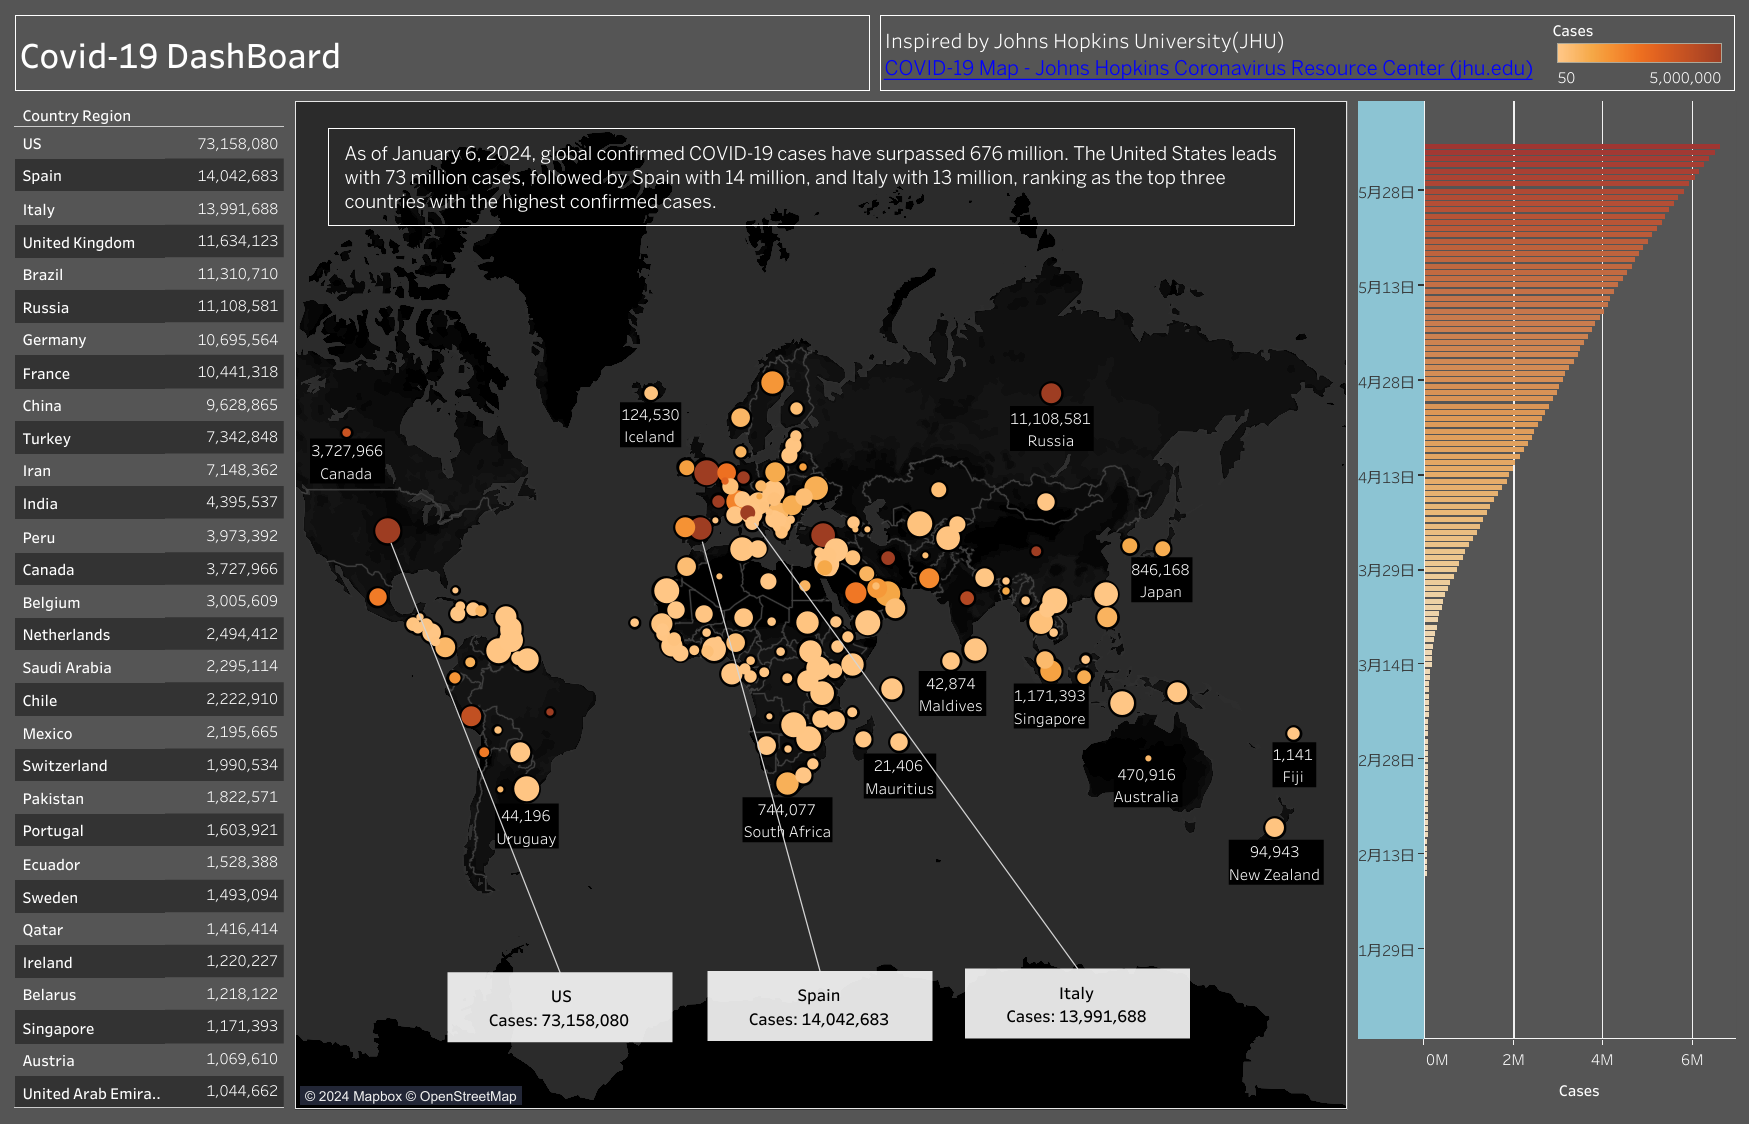 Covid-19 DashBoard
Inspired by Johns Hopkins University(JHU)
COVID-19 Map - Johns Hopkins Coronavirus Resource Center (jhu.edu)
Cases
50 5,000,000
Country Region
US 73,158,080
Spain 14,042,683
Italy 13,991,688
United Kingdom 11,634,123
Brazil 11,310,710
Russia 11,108,581
Germany 10,695,564
France 10,441,318
China 9,628,865
Turkey 7,342,848
Iran 7,148,362
India 4,395,537
Peru 3,973,392
Canada 3,727,966
Belgium 3,005,609
Netherlands 2,494,412
Saudi Arabia 2,295,114
Chile 2,222,910
Mexico 2,195,665
Switzerland 1,990,534
Pakistan 1,822,571
Portugal 1,603,921
Ecuador 1,528,388
Sweden 1,493,094
Qatar 1,416,414
Ireland 1,220,227
Belarus 1,218,122
Singapore 1,171,393
Austria 1,069,610
United Arab Emira.. 1,044,662
As of January 6, 2024, global confirmed COVID-19 cases have surpassed 676 million. The United States leads
with 73 million cases, followed by Spain with 14 million, and Italy with 13 million, ranking as the top three
countries with the highest confirmed cases.
124,530
Iceland
11,108,581
Russia
3,727,966
Canada
846,168
Japan
42,874
Maldives
1,171,393
Singapore
21,406
Mauritius
470,916
Australia
1,141
Fiji
44,196
Uruguay
744,077
South Africa
94,943
New Zealand
US
Cases: 73,158,080
Spain
Cases: 14,042,683
Italy
Cases: 13,991,688
© 2024 Mapbox © OpenStreetMap
5月28日
5月13日
4月28日
4月13日
3月29日
3月14日
2月28日
2月13日
1月29日
0M 2M 4M 6M
Cases